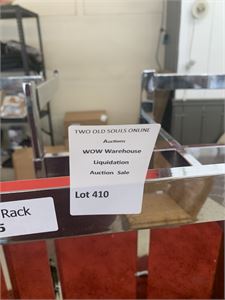 TWO OLD SOULS ONLINE
Auctions
WOW Warehouse
Liquidation
Auction Sale
Lot 410
Rack